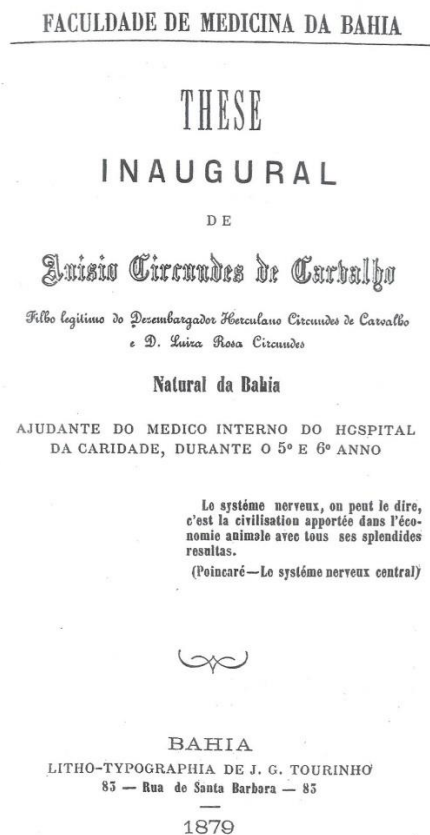 FACULDADE DE MEDICINA DA BAHIA
THESE
INAUGURAL
DE
Anisio Circundes de Carvalho
Filho legitimo do Dezembargador Herculano Circundes de Carvalho
e D. Luiza Rosa Circundes
Natural da Bahia
AJUDANTE DO MEDICO INTERNO DO HOSPITAL
DA CARIDADE, DURANTE O 5º E 6º ANNO
Le systéme nerveux, on peut le dire,
c'est la civilisation apportée dans l'éco-
nomie animale avec tous ses splendides
resultas.
(Poincaré—Le systéme nerveux central)
BAHIA
LITHO-TYPOGRAPHIA DE J. G. TOURINHO
83 — Rua de Santa Barbara — 83
1879